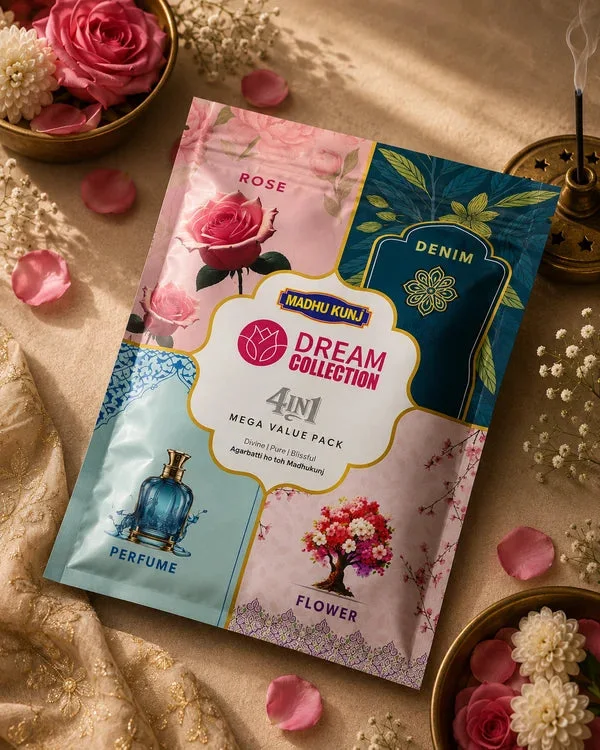 ROSE
DENIM
MADHU KUNJ
DREAM
COLLECTION
4IN1
MEGA VALUE PACK
Divine | Pure | Blissful
Agarbatti ho toh Madhukunj
PERFUME
FLOWER